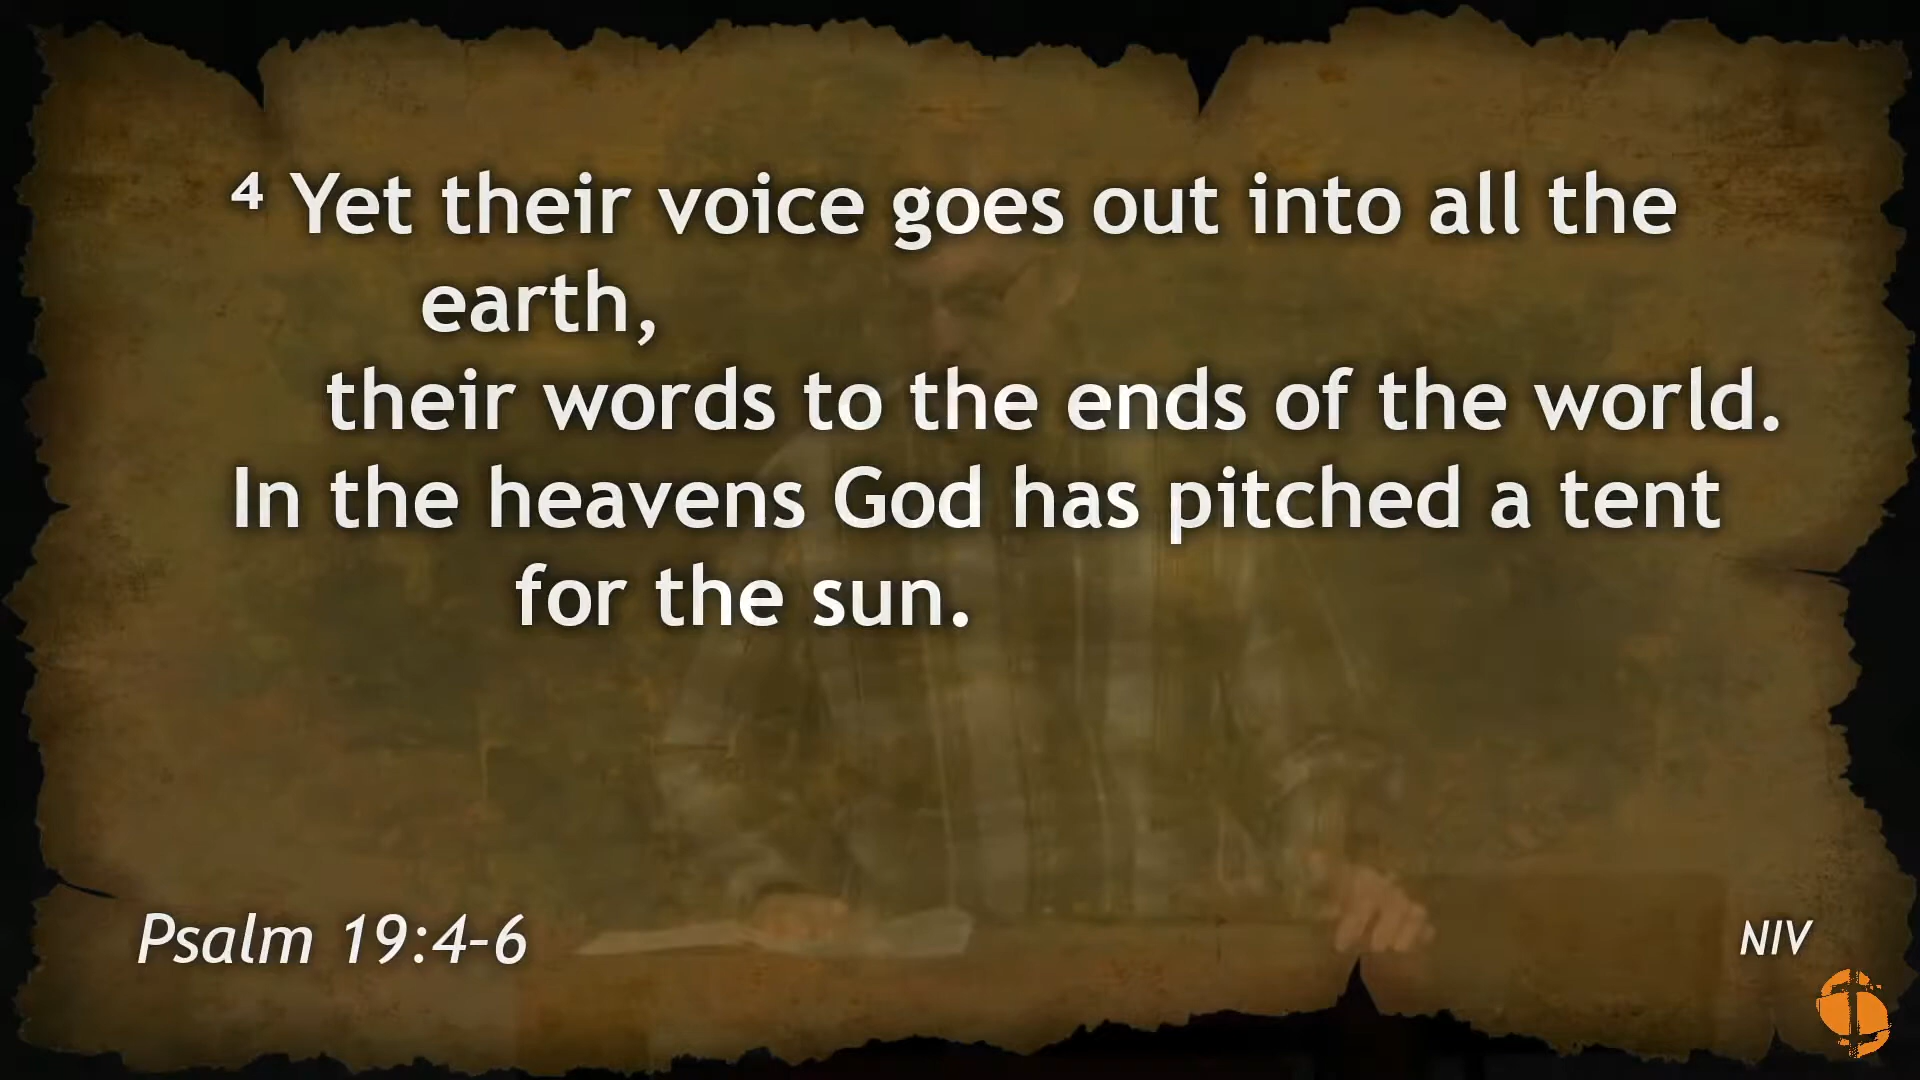 ⁴ Yet their voice goes out into all the
earth,
their words to the ends of the world.
In the heavens God has pitched a tent
for the sun.
Psalm 19:4–6
NIV